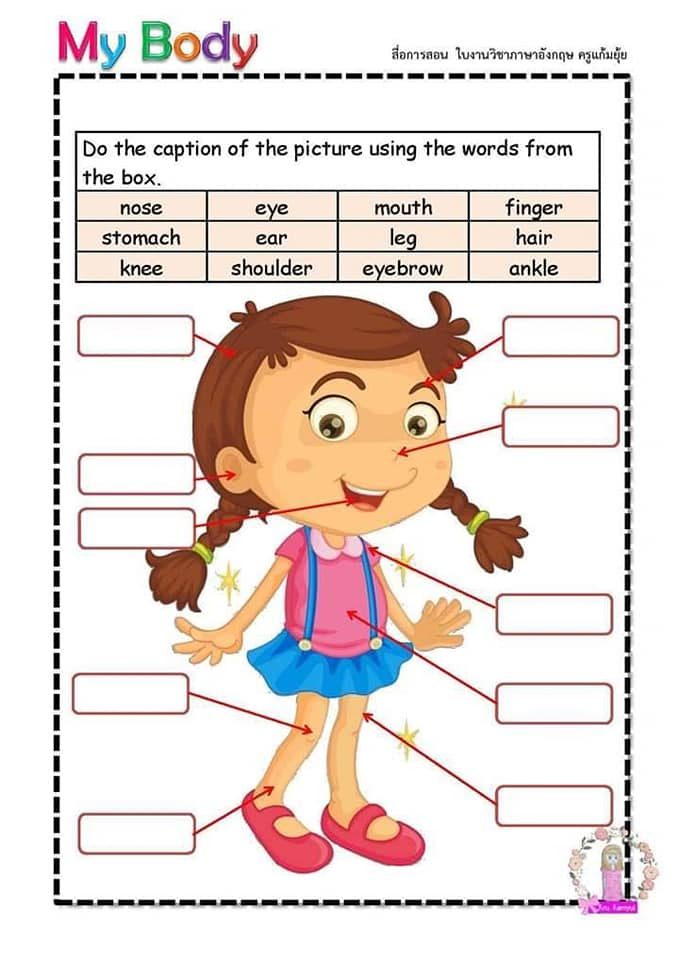 My Body
สื่อการสอน ใบงานวิชาภาษาอังกฤษ ครูแก้มยุ้ย
Do the caption of the picture using the words from
the box.
nose eye mouth finger
stomach ear leg hair
knee shoulder eyebrow ankle